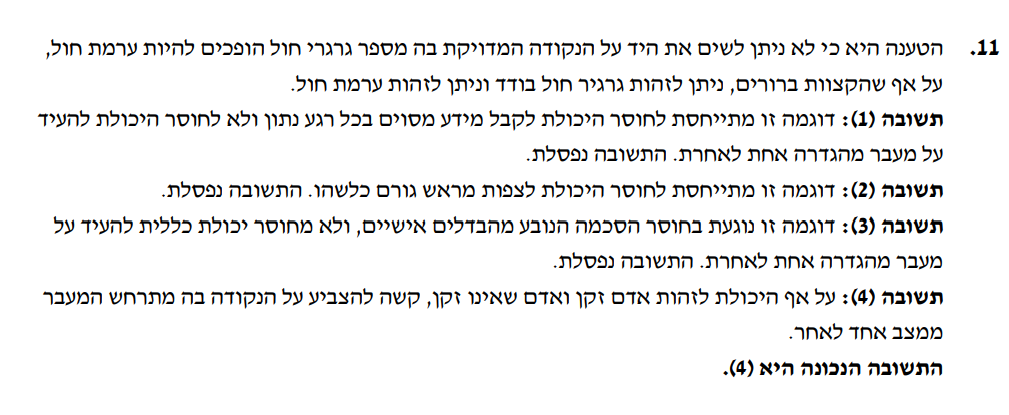 11. הטענה היא כי לא ניתן לשים את היד על הנקודה המדויקת בה מספר גרגרי חול הופכים להיות ערמת חול,
על אף שהקצוות ברורים, ניתן לזהות גרגיר חול בודד וניתן לזהות ערמת חול.
תשובה (1): דוגמה זו מתייחסת לחוסר היכולת לקבל מידע מסוים בכל רגע נתון ולא לחוסר היכולת להעיד
על מעבר מהגדרה אחת לאחרת. התשובה נפסלת.
תשובה (2): דוגמה זו מתייחסת לחוסר היכולת לצפות מראש גורם כלשהו. התשובה נפסלת.
תשובה (3): דוגמה זו נוגעת בחוסר הסכמה הנובע מהבדלים אישיים, ולא מחוסר יכולת כללית להעיד על
מעבר מהגדרה אחת לאחרת. התשובה נפסלת.
תשובה (4): על אף היכולת לזהות אדם זקן ואדם שאינו זקן, קשה להצביע על הנקודה בה מתרחש המעבר
ממצב אחד לאחר.
התשובה הנכונה היא (4).